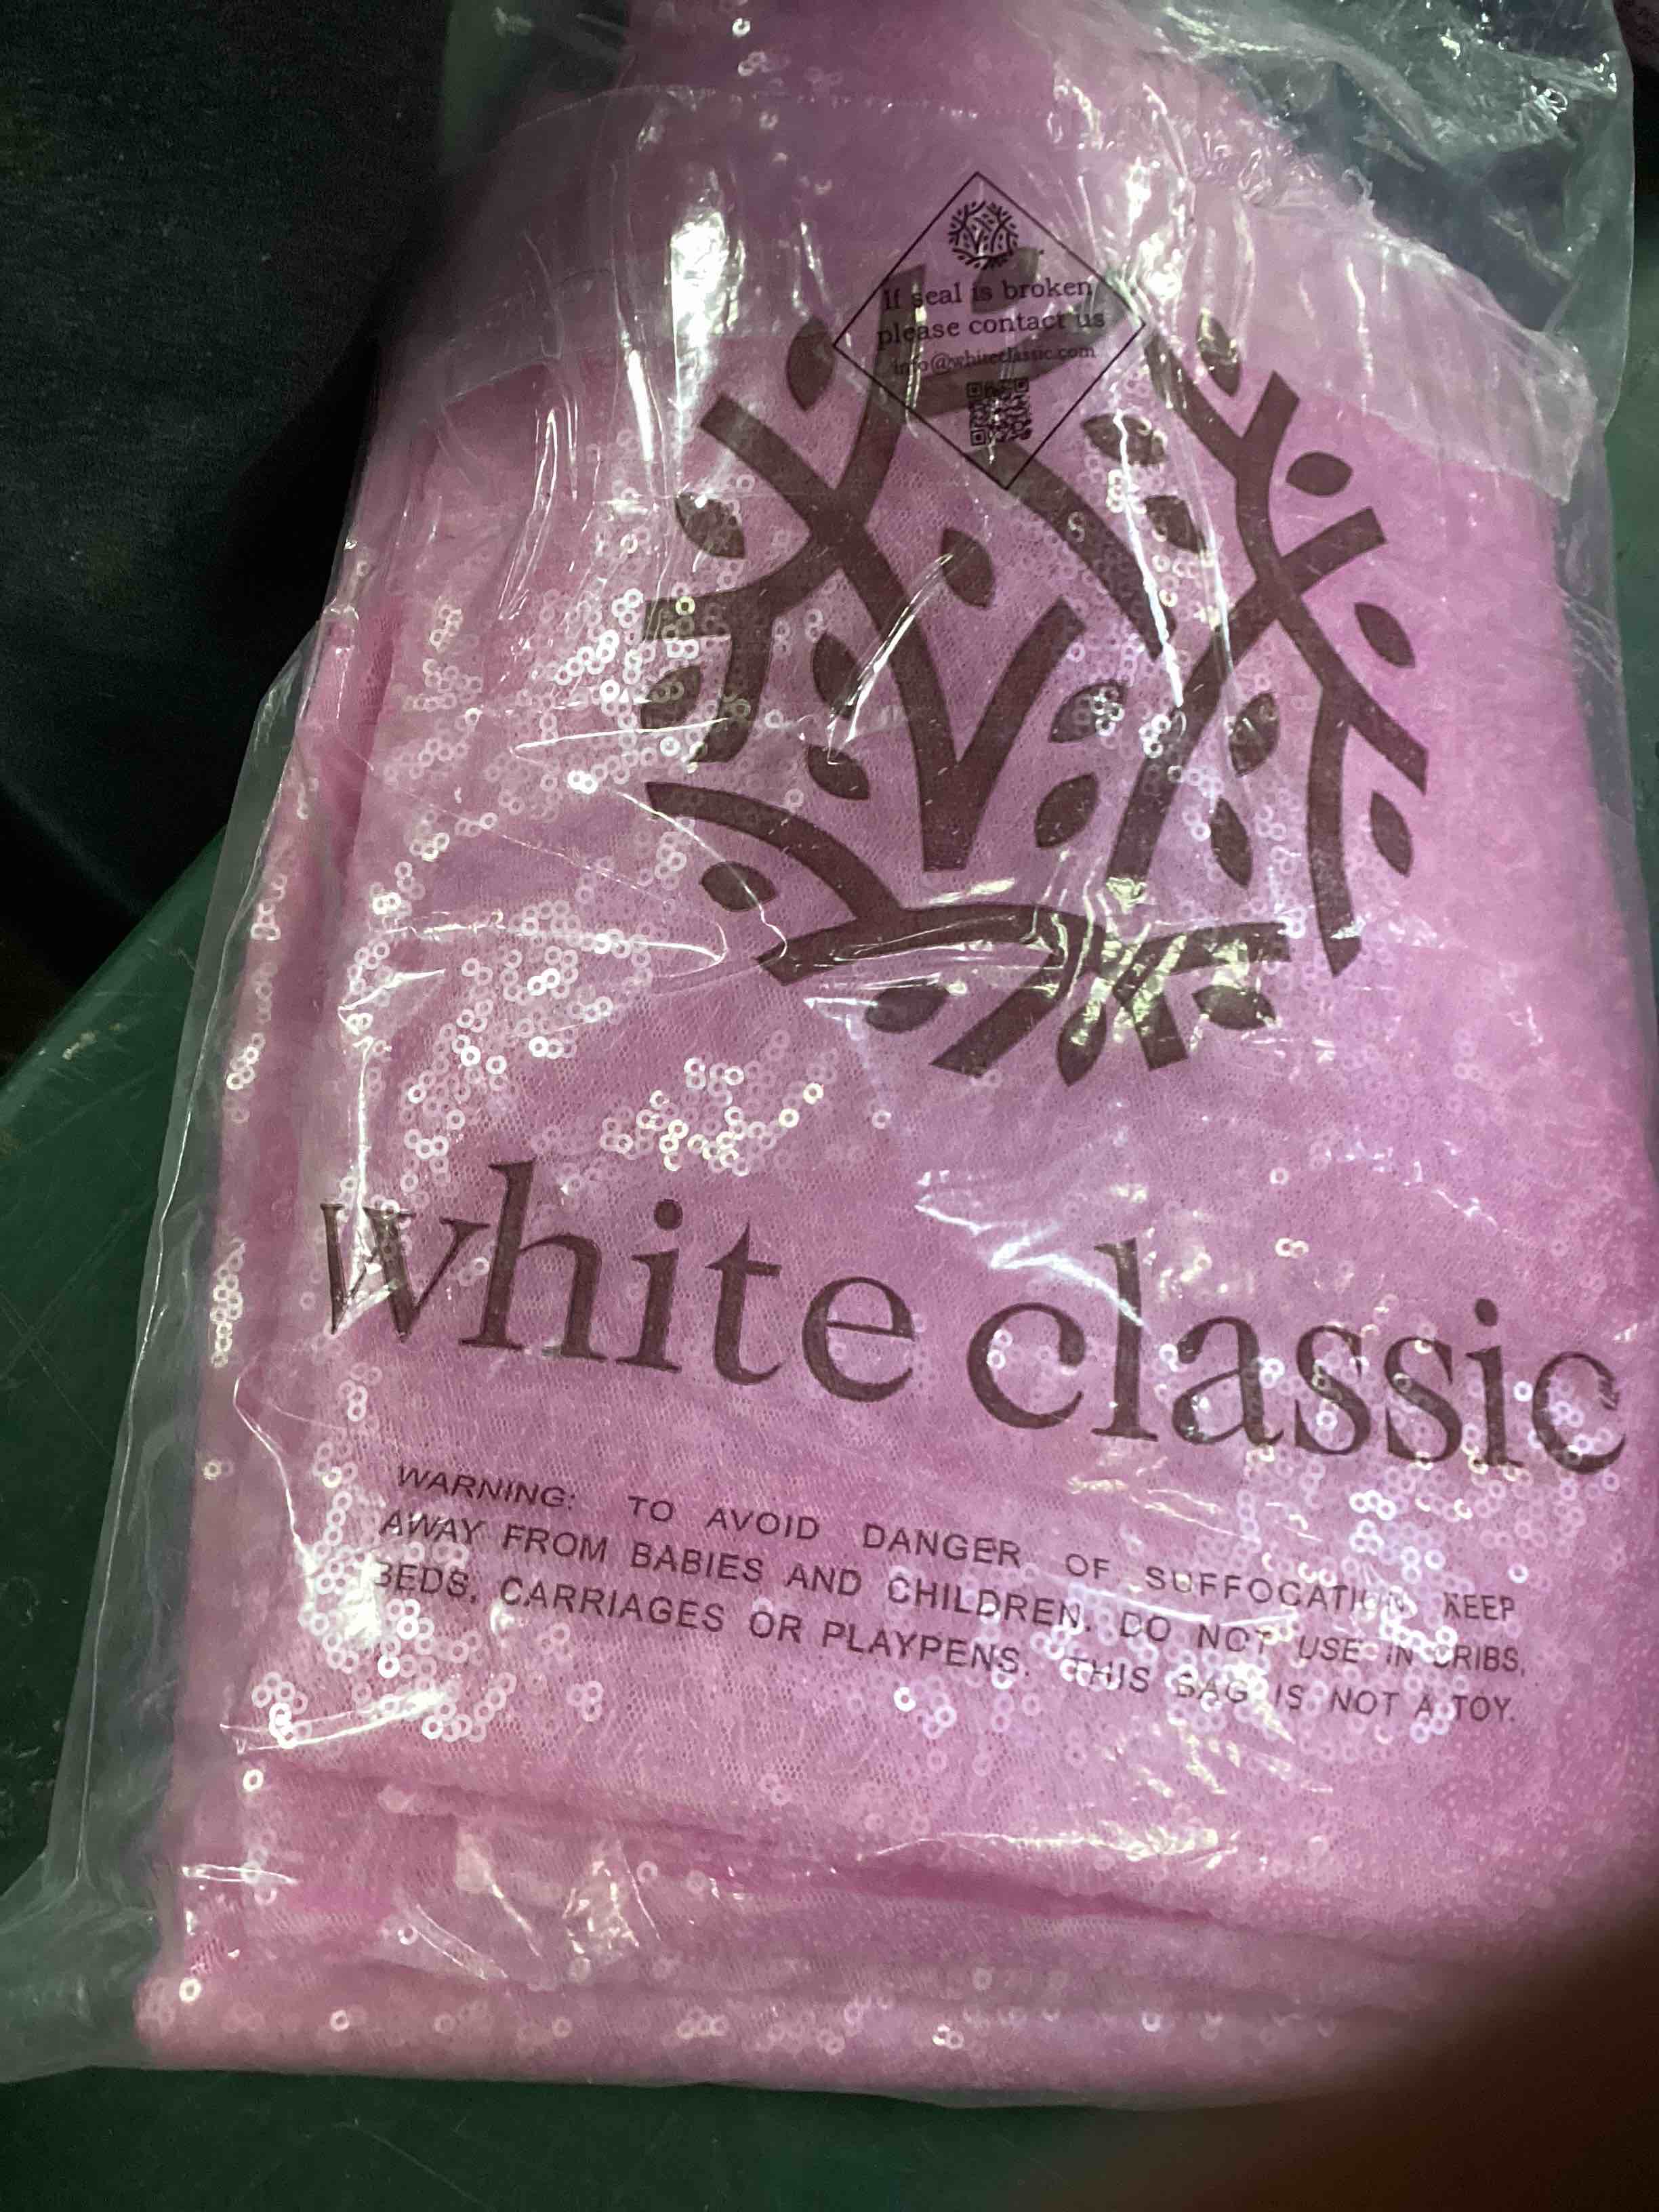 If seal is broken
please contact us
info@whiteclassic.com
white classic
WARNING: TO AVOID DANGER OF SUFFOCATION KEEP
AWAY FROM BABIES AND CHILDREN. DO NOT USE IN CRIBS,
BEDS, CARRIAGES OR PLAYPENS. THIS BAG IS NOT A TOY.